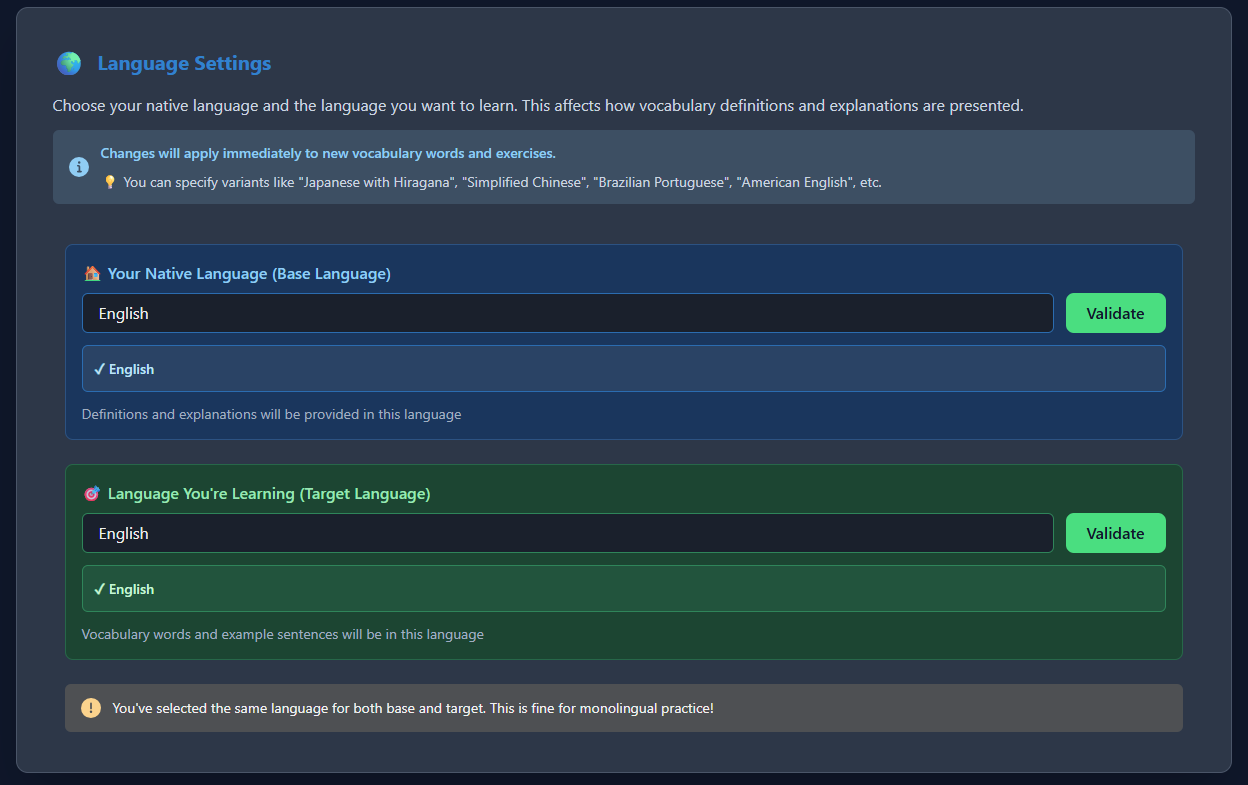 Language Settings
Choose your native language and the language you want to learn. This affects how vocabulary definitions and explanations are presented.
Changes will apply immediately to new vocabulary words and exercises.
💡 You can specify variants like "Japanese with Hiragana", "Simplified Chinese", "Brazilian Portuguese", "American English", etc.
🏠 Your Native Language (Base Language)
English
Validate
✓ English
Definitions and explanations will be provided in this language
🎯 Language You're Learning (Target Language)
English
Validate
✓ English
Vocabulary words and example sentences will be in this language
You've selected the same language for both base and target. This is fine for monolingual practice!